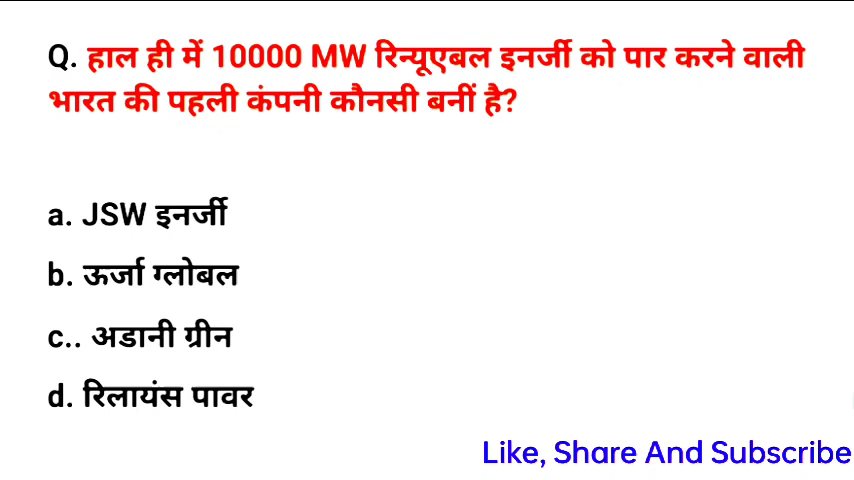 Q. हाल ही में 10000 MW रिन्यूएबल इनर्जी को पार करने वाली
भारत की पहली कंपनी कौनसी बनीं है?
a. JSW इनर्जी
b. ऊर्जा ग्लोबल
c.. अडानी ग्रीन
d. रिलायंस पावर
Like, Share And Subscribe